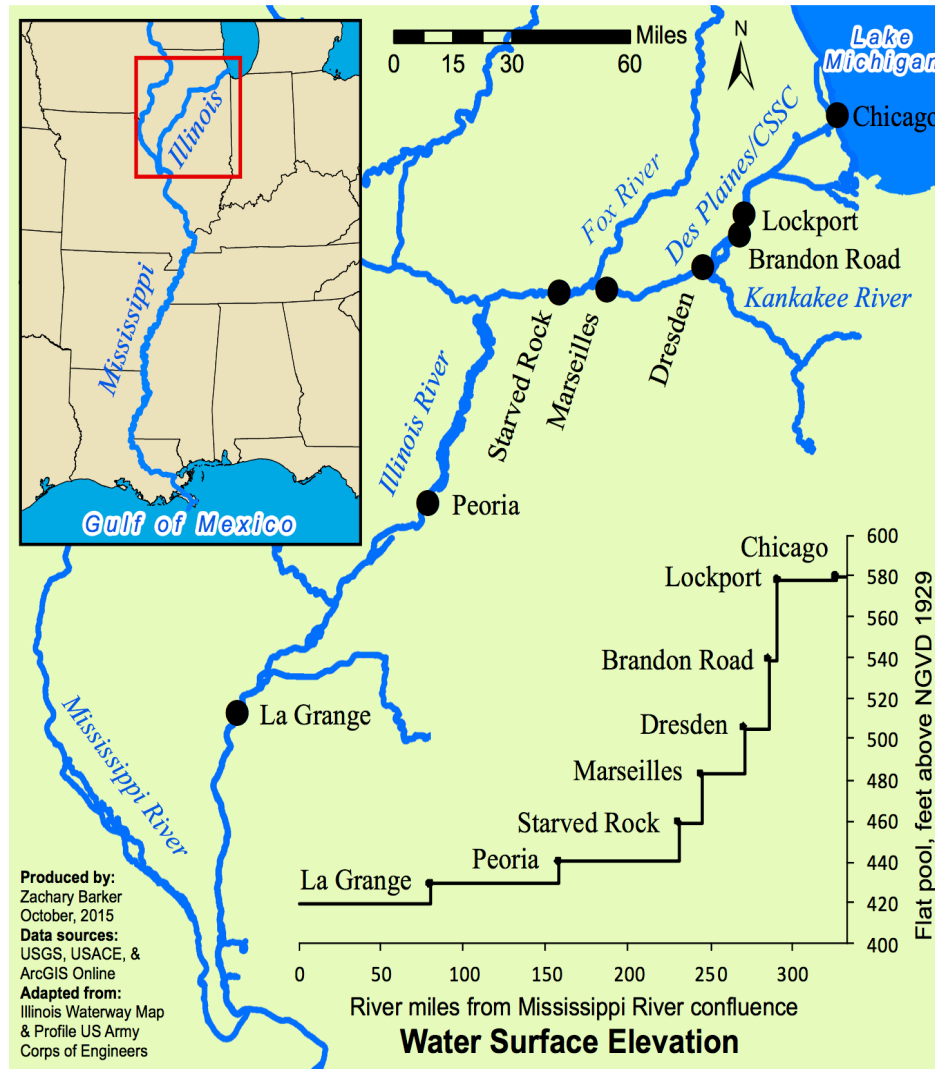 Miles
0 15 30 60
N
Lake
Michigan
Chicago
Illinois
Mississippi
Gulf of Mexico
Fox River
Des Plaines/CSSC
Lockport
Brandon Road
Kankakee River
Dresden
Marseilles
Starved Rock
Illinois River
Peoria
La Grange
Mississippi River
Chicago
Lockport
Brandon Road
Dresden
Marseilles
Starved Rock
Peoria
La Grange
600
580
560
540
520
500
480
460
440
420
400
Flat pool, feet above NGVD 1929
0 50 100 150 200 250 300
River miles from Mississippi River confluence
Water Surface Elevation
Produced by:
Zachary Barker
October, 2015
Data sources:
USGS, USACE, &
ArcGIS Online
Adapted from:
Illinois Waterway Map
& Profile US Army
Corps of Engineers